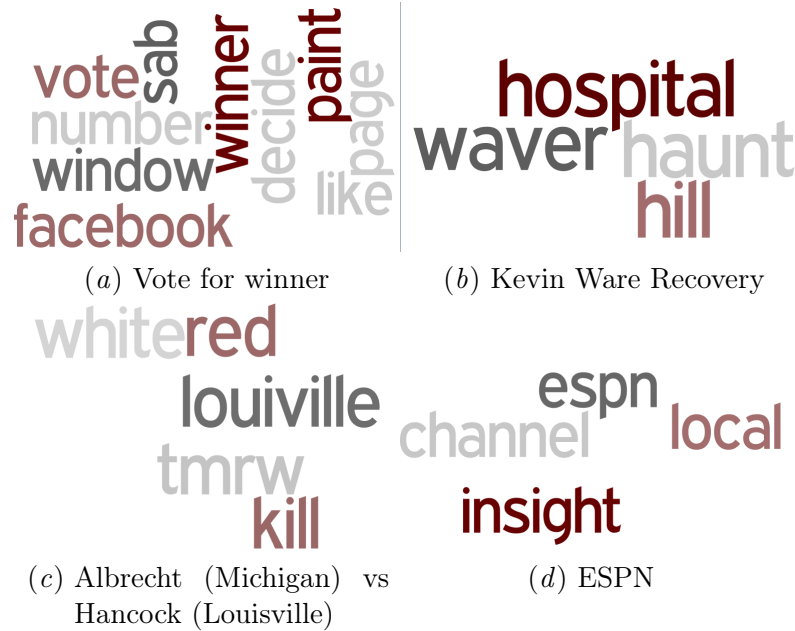 vote sab winner decide paint page
number
window
like
facebook
(a) Vote for winner
hospital
waver haunt
hill
(b) Kevin Ware Recovery
white red
louiville
tmrw
kill
(c) Albrecht (Michigan) vs
Hancock (Louisville)
espn
channel local
insight
(d) ESPN